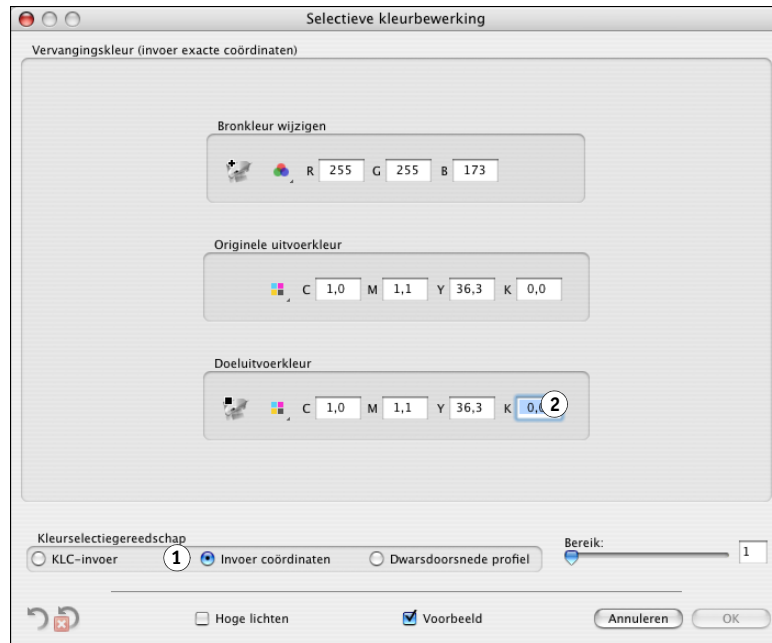 Selectieve kleurbewerking
Vervangingskleur (invoer exacte coördinaten)
Bronkleur wijzigen
R 255 G 255 B 173
Originele uitvoerkleur
C 1,0 M 1,1 Y 36,3 K 0,0
Doeluitvoerkleur
C 1,0 M 1,1 Y 36,3 K 0,0 2
Kleurselectiegereedschap
Bereik:
KLC-invoer 1 Invoer coördinaten Dwarsdoorsnede profiel 1
Hoge lichten Voorbeeld Annuleren OK